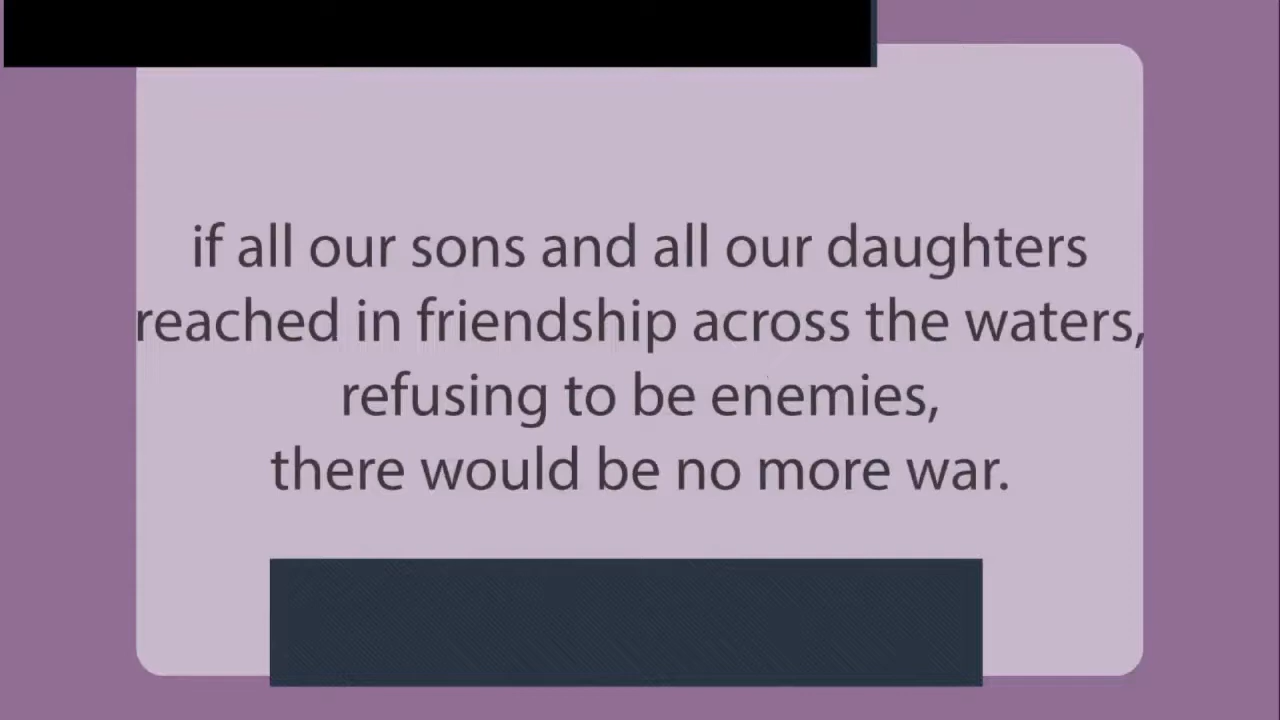 if all our sons and all our daughters
reached in friendship across the waters,
refusing to be enemies,
there would be no more war.